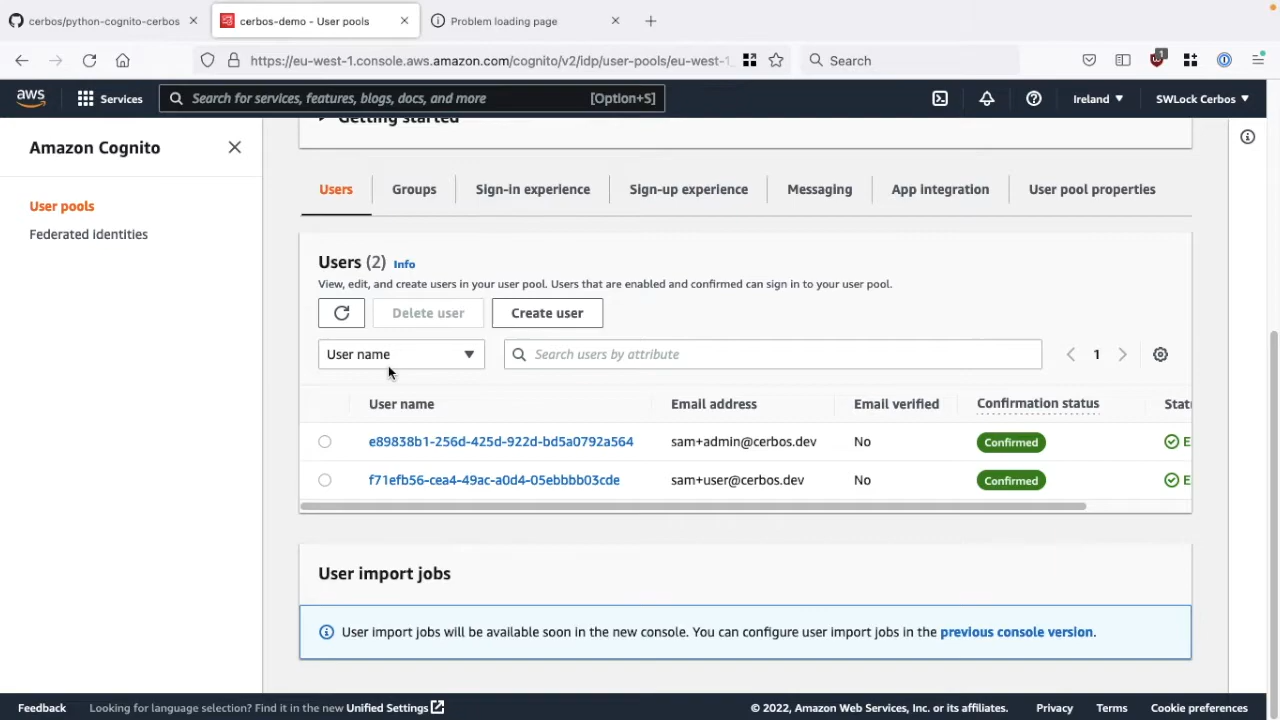 cerbos/python-cognito-cerbos
cerbos-demo - User pools
Problem loading page
https://eu-west-1.console.aws.amazon.com/cognito/v2/idp/user-pools/eu-west-1_
Search
1
aws
Services
Search for services, features, blogs, docs, and more
[Option+S]
Ireland
SWLock Cerbos
Amazon Cognito
User pools
Federated identities
Getting started
Users
Groups
Sign-in experience
Sign-up experience
Messaging
App integration
User pool properties
Users (2) Info
View, edit, and create users in your user pool. Users that are enabled and confirmed can sign in to your user pool.
Delete user
Create user
User name
Search users by attribute
1
User name
Email address
Email verified
Confirmation status
Stat
e89838b1-256d-425d-922d-bd5a0792a564
sam+admin@cerbos.dev
No
Confirmed
E
f71efb56-cea4-49ac-a0d4-05ebbbb03cde
sam+user@cerbos.dev
No
Confirmed
E
User import jobs
User import jobs will be available soon in the new console. You can configure user import jobs in the previous console version.
Feedback
Looking for language selection? Find it in the new Unified Settings
© 2022, Amazon Web Services, Inc. or its affiliates.
Privacy
Terms
Cookie preferences